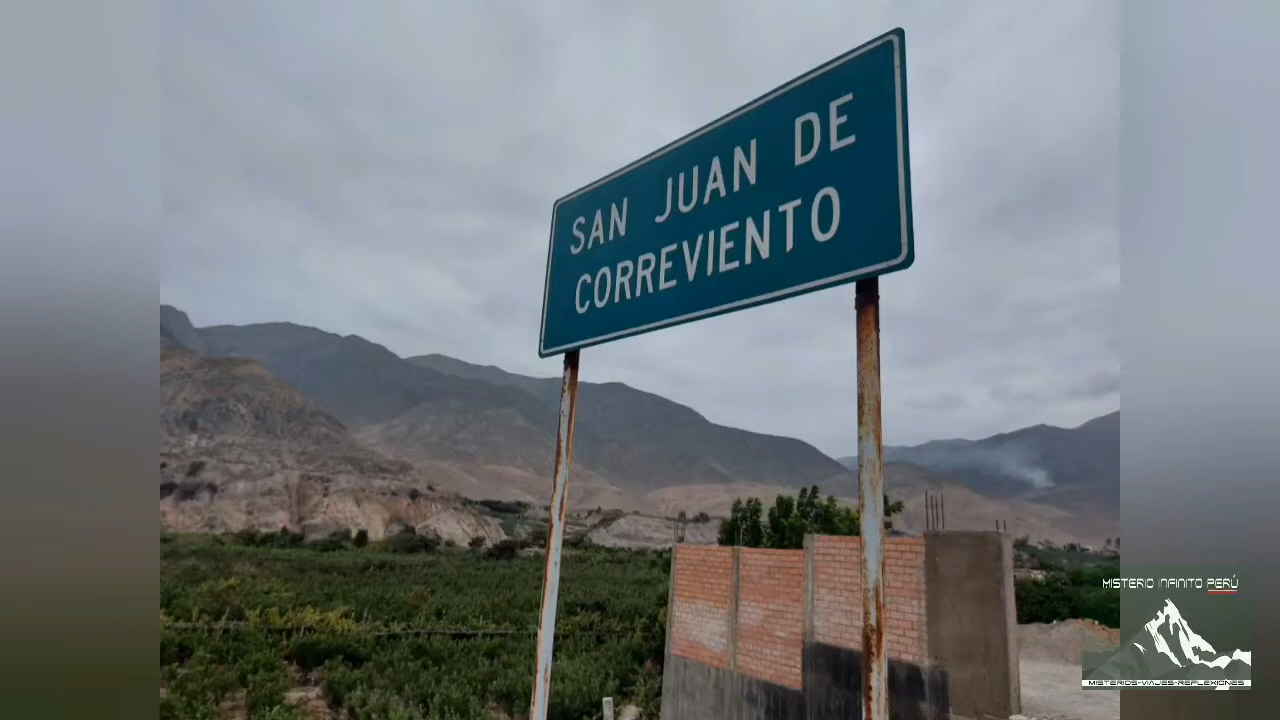 SAN JUAN DE
CORREVIENTO
MISTERIO INFINITO PERÚ
MISTERIOS-VIAJES-REFLEXIONES